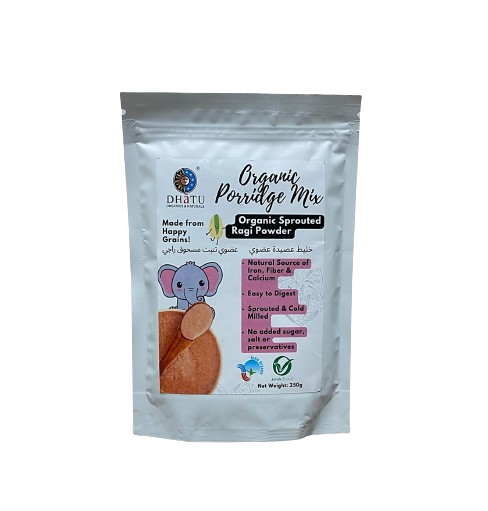 ®
DHaTU
ORGANICS & NATURALS
Organic
Porridge Mix
Made from
Happy
Grains!
Organic Sprouted
Ragi Powder
خليط عصيدة عضوي
عضوي تنبت مسحوق راجي
- Natural Source of
Iron, Fiber &
Calcium
- Easy to Digest
- Sprouted & Cold
Milled
- No added sugar,
salt or
preservatives
Net Weight: 250g